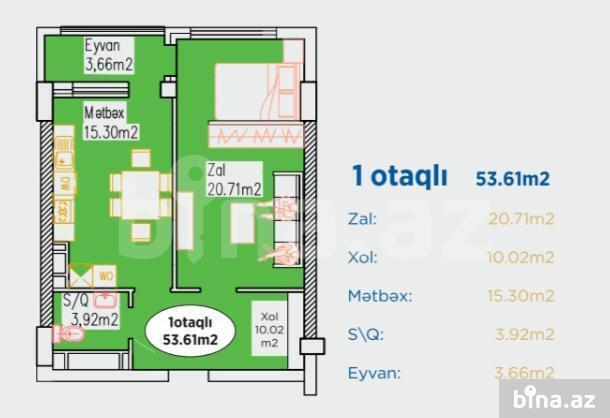 Eyvan
3,66m2
Mətbəx
15.30m2
Zal
20.71m2
DW
WO
S/Q
3,92m2
1otaqlı
53.61m2
Xol
10.02
m2
1 otaqlı 53.61m2
Zal: 20.71m2
Xol: 10.02m2
Mətbəx: 15.30m2
S\Q: 3.92m2
Eyvan: 3.66m2
bina.az
bina.az